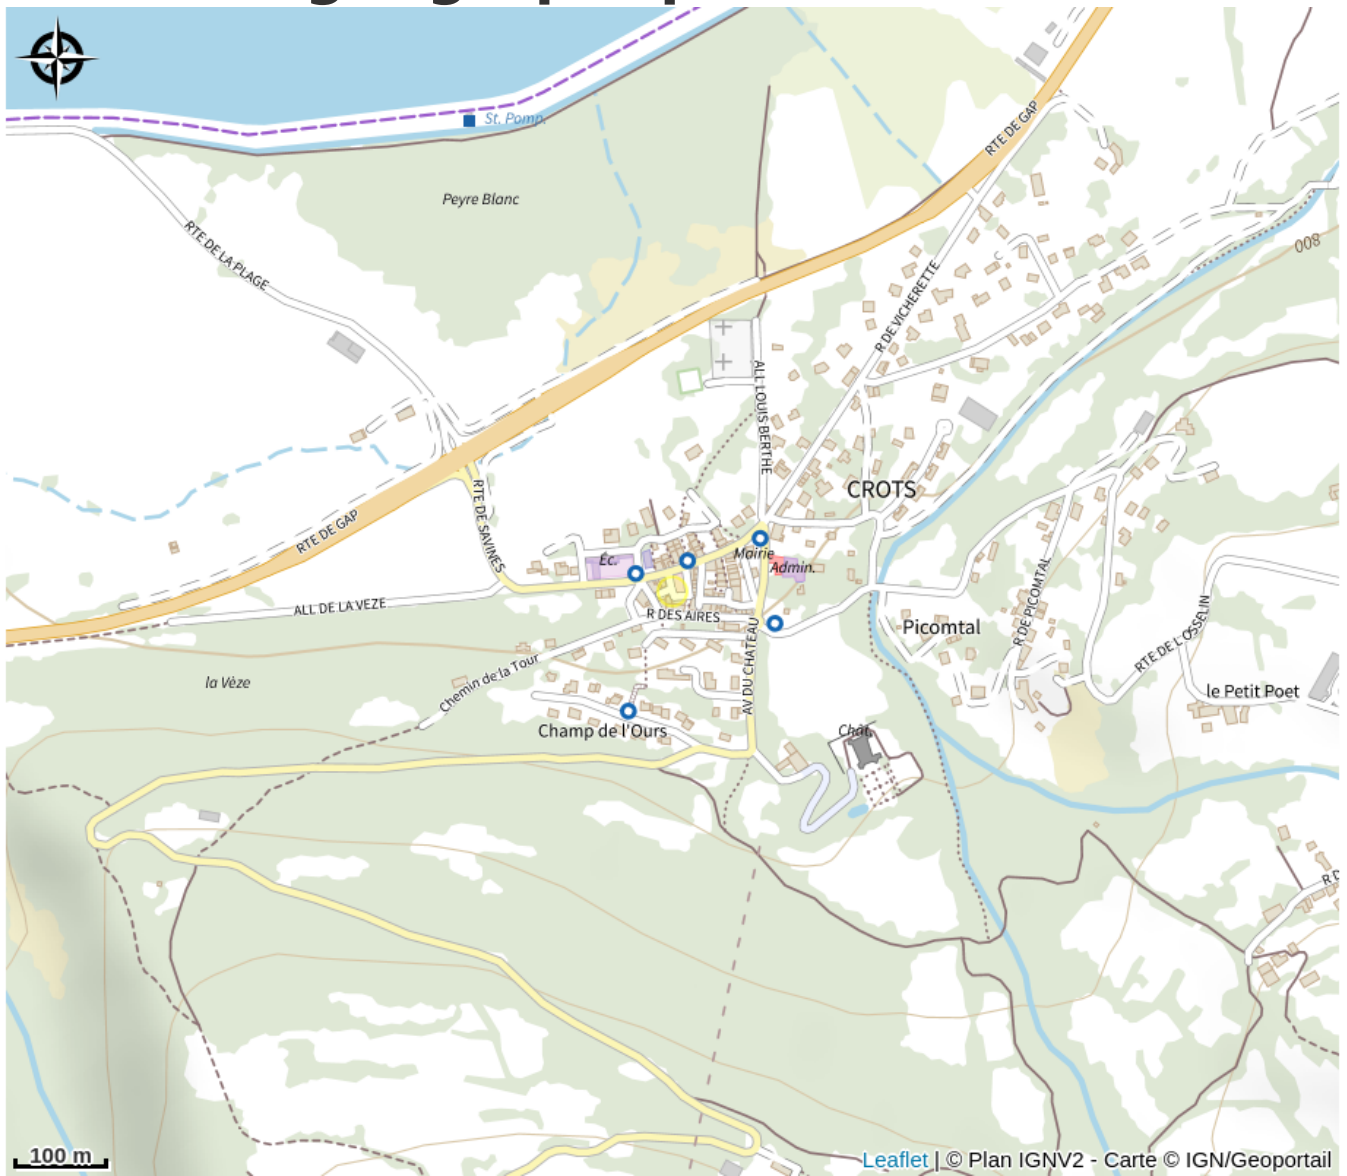 St. Pomp.
RTE DE GAP
Peyre Blanc
RTE DE LA PLAGE
800
R DE VICHERETTE
ALL LOUIS BERTHE
CROTS
RTE DE SAVINES
RTE DE GAP
Éc.
Mairie
Admin.
R DE PICOMTAL
ALL DE LA VEZE
R DES AIRES
Picomtal
RTE DE L OSSELIN
AV DU CHATEAU
Chemin de la Tour
la Vèze
le Petit Poet
Champ de l'Ours
Chât.
100 m
Leaflet | © Plan IGNV2 - Carte © IGN/Geoportail